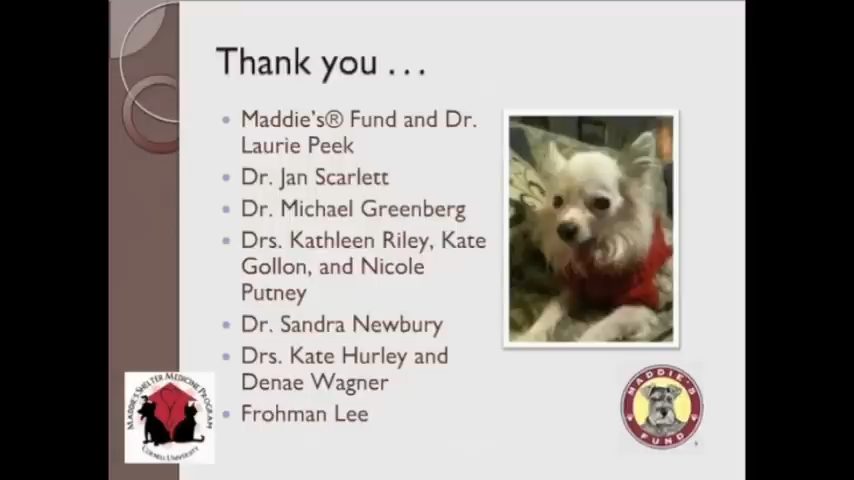 Thank you . . .
Maddie's® Fund and Dr.
Laurie Peek
Dr. Jan Scarlett
Dr. Michael Greenberg
Drs. Kathleen Riley, Kate
Gollon, and Nicole
Putney
Dr. Sandra Newbury
Drs. Kate Hurley and
Denae Wagner
Frohman Lee
MADDIE'S SHELTER MEDICINE PROGRAM
CORNELL UNIVERSITY
MADDIE'S
FUND